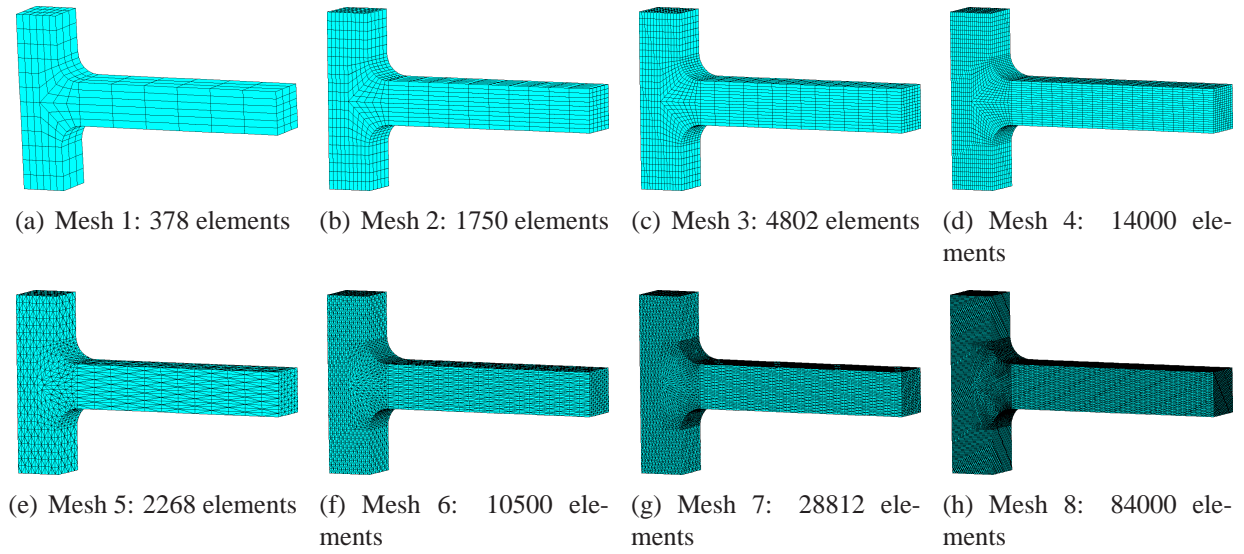 (a) Mesh 1: 378 elements
(b) Mesh 2: 1750 elements
(c) Mesh 3: 4802 elements
(d) Mesh 4: 14000 ele-
ments
(e) Mesh 5: 2268 elements
(f) Mesh 6: 10500 ele-
ments
(g) Mesh 7: 28812 ele-
ments
(h) Mesh 8: 84000 ele-
ments